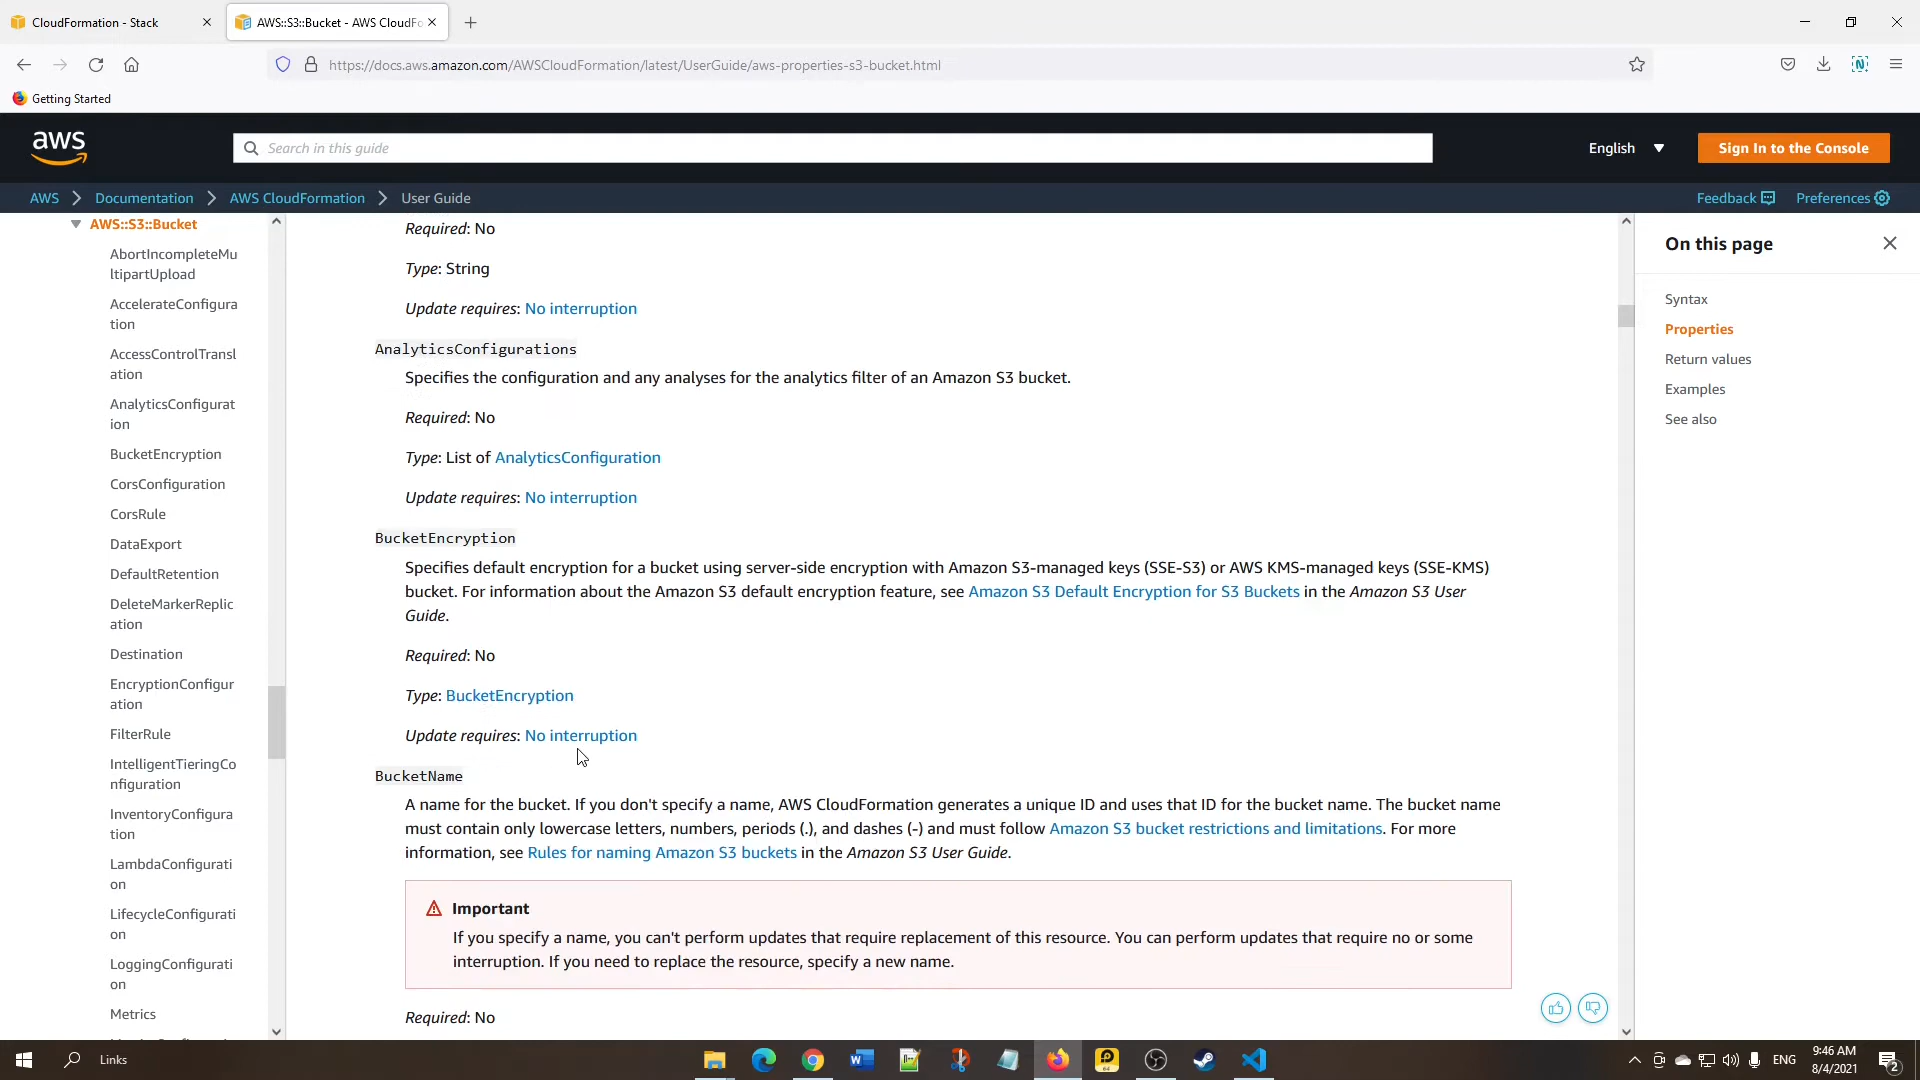 CloudFormation - Stack
AWS::S3::Bucket - AWS CloudFo
https://docs.aws.amazon.com/AWSCloudFormation/latest/UserGuide/aws-properties-s3-bucket.html
Getting Started
aws
Search in this guide
English
Sign In to the Console
AWS
Documentation
AWS CloudFormation
User Guide
Feedback
Preferences
AWS::S3::Bucket
AbortIncompleteMu
ltipartUpload
AccelerateConfigura
tion
AccessControlTransl
ation
AnalyticsConfigurat
ion
BucketEncryption
CorsConfiguration
CorsRule
DataExport
DefaultRetention
DeleteMarkerReplic
ation
Destination
EncryptionConfigur
ation
FilterRule
IntelligentTieringCo
nfiguration
InventoryConfigura
tion
LambdaConfigurati
on
LifecycleConfigurati
on
LoggingConfigurati
on
Metrics
Required: No
Type: String
Update requires: No interruption
AnalyticsConfigurations
Specifies the configuration and any analyses for the analytics filter of an Amazon S3 bucket.
Required: No
Type: List of AnalyticsConfiguration
Update requires: No interruption
BucketEncryption
Specifies default encryption for a bucket using server-side encryption with Amazon S3-managed keys (SSE-S3) or AWS KMS-managed keys (SSE-KMS)
bucket. For information about the Amazon S3 default encryption feature, see Amazon S3 Default Encryption for S3 Buckets in the Amazon S3 User
Guide.
Required: No
Type: BucketEncryption
Update requires: No interruption
BucketName
A name for the bucket. If you don't specify a name, AWS CloudFormation generates a unique ID and uses that ID for the bucket name. The bucket name
must contain only lowercase letters, numbers, periods (.), and dashes (-) and must follow Amazon S3 bucket restrictions and limitations. For more
information, see Rules for naming Amazon S3 buckets in the Amazon S3 User Guide.
Important
If you specify a name, you can't perform updates that require replacement of this resource. You can perform updates that require no or some
interruption. If you need to replace the resource, specify a new name.
Required: No
On this page
Syntax
Properties
Return values
Examples
See also
Links
ENG
9:46 AM
8/4/2021
2